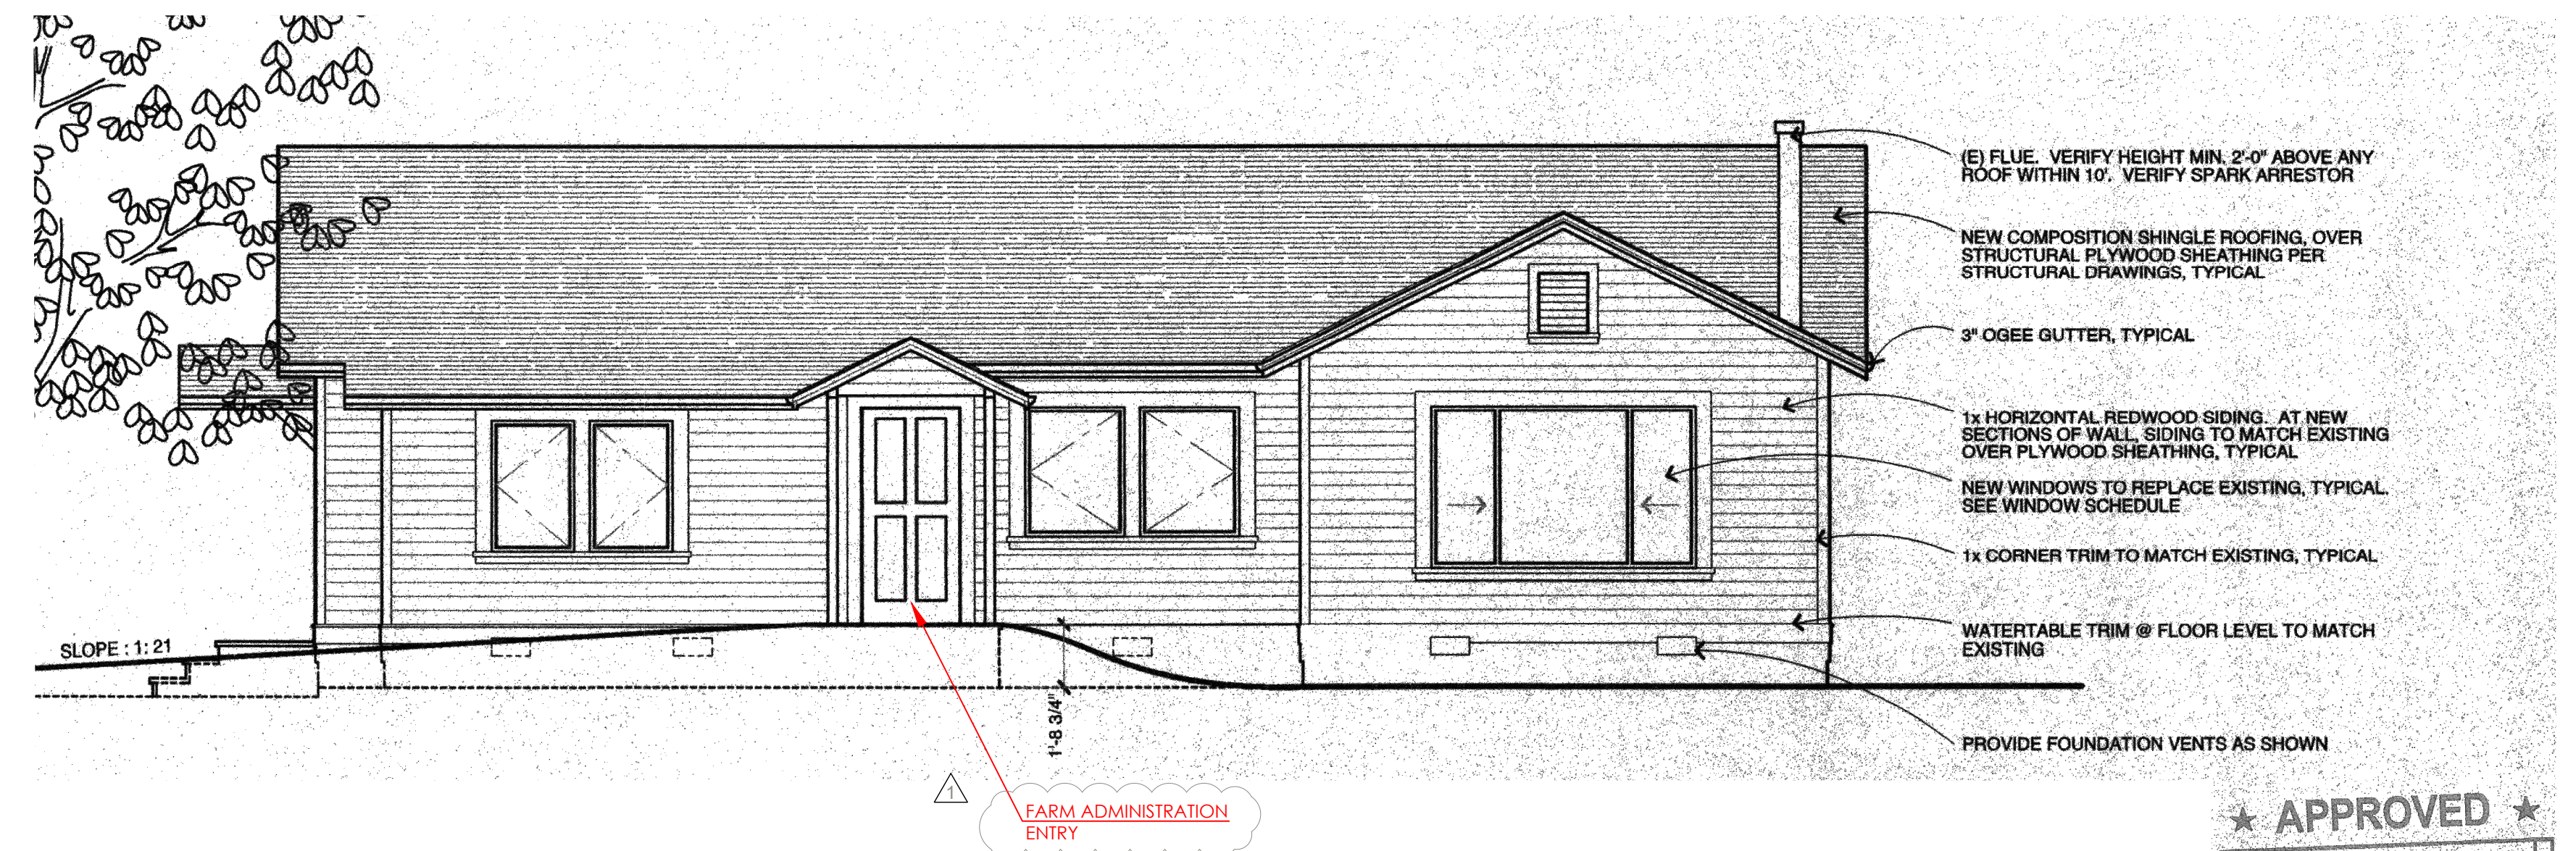 (E) FLUE. VERIFY HEIGHT MIN. 2'-0" ABOVE ANY
ROOF WITHIN 10'. VERIFY SPARK ARRESTOR
NEW COMPOSITION SHINGLE ROOFING, OVER
STRUCTURAL PLYWOOD SHEATHING PER
STRUCTURAL DRAWINGS, TYPICAL
3" OGEE GUTTER, TYPICAL
1x HORIZONTAL REDWOOD SIDING. AT NEW
SECTIONS OF WALL, SIDING TO MATCH EXISTING
OVER PLYWOOD SHEATHING, TYPICAL
NEW WINDOWS TO REPLACE EXISTING, TYPICAL.
SEE WINDOW SCHEDULE
1x CORNER TRIM TO MATCH EXISTING, TYPICAL
WATERTABLE TRIM @ FLOOR LEVEL TO MATCH
EXISTING
PROVIDE FOUNDATION VENTS AS SHOWN
SLOPE : 1: 21
1'-8 3/4"
1
FARM ADMINISTRATION
ENTRY
★ APPROVED ★